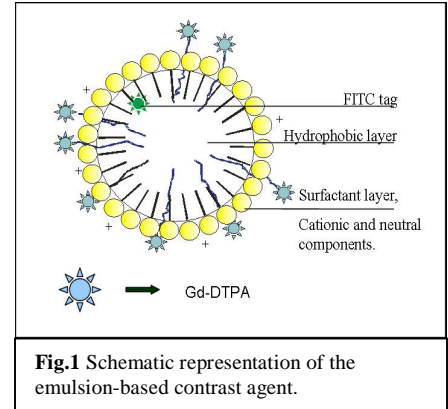 FITC tag
Hydrophobic layer
Surfactant layer,
Cationic and neutral
components.
+
+
+
+
+
Gd-DTPA
Fig.1 Schematic representation of the
emulsion-based contrast agent.